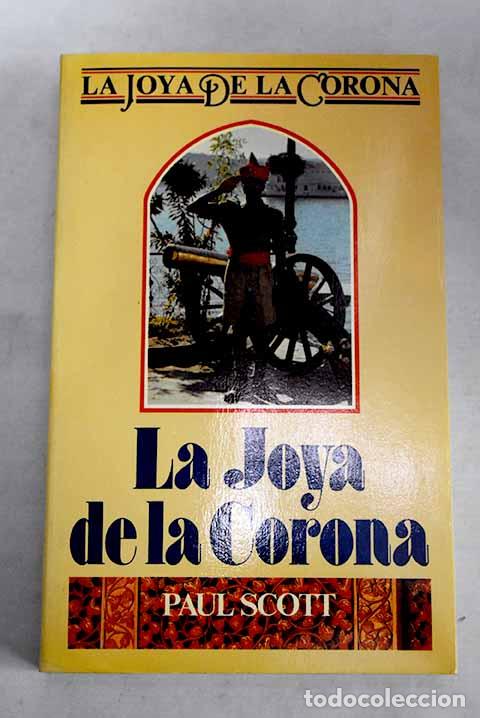 LA JOYA DE LA CORONA
La Joya
de la Corona
PAUL SCOTT
todocoleccion